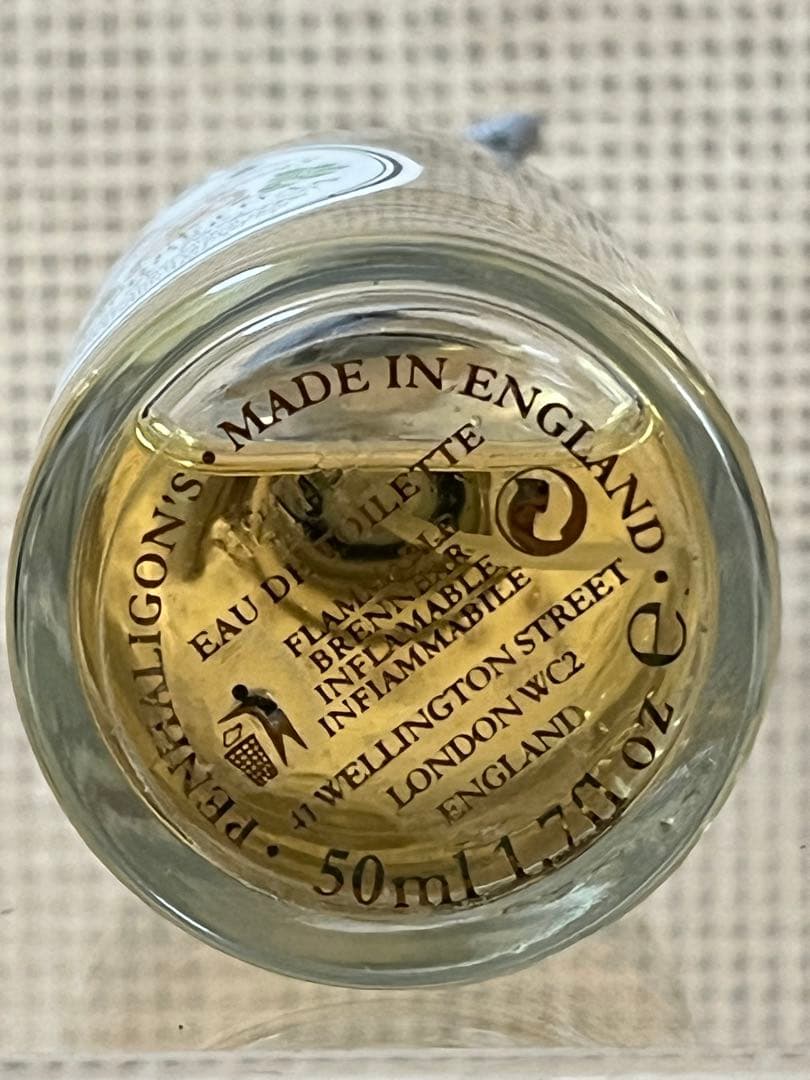 PENHALIGON'S • MADE IN ENGLAND •
EAU DE TOILETTE
FLAMMABLE
BRENNBAR
INFLAMABLE
INFIAMMABILE
41 WELLINGTON STREET
LONDON WC2
ENGLAND
• 50ml 1.7fl oz e